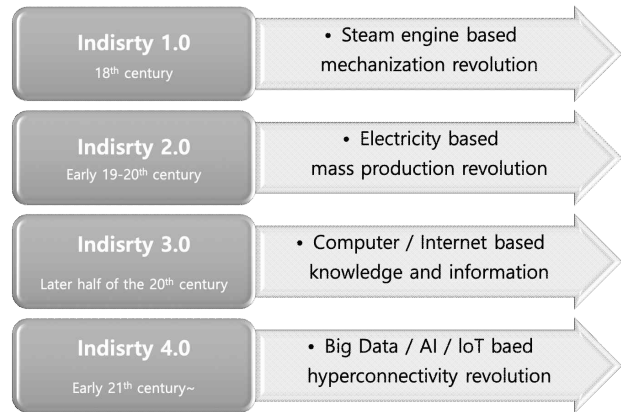 Indisrty 1.0
18th century
• Steam engine based
mechanization revolution
Indisrty 2.0
Early 19-20th century
• Electricity based
mass production revolution
Indisrty 3.0
Later half of the 20th century
• Computer / Internet based
knowledge and information
Indisrty 4.0
Early 21th century~
• Big Data / AI / IoT baed
hyperconnectivity revolution